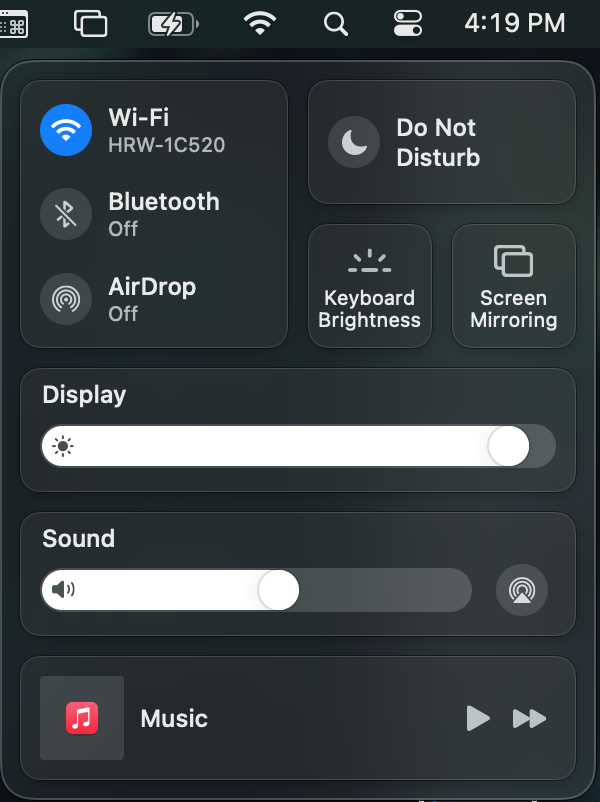 4:19 PM
Wi-Fi
HRW-1C520
Bluetooth
Off
AirDrop
Off
Do Not
Disturb
Keyboard
Brightness
Screen
Mirroring
Display
Sound
Music